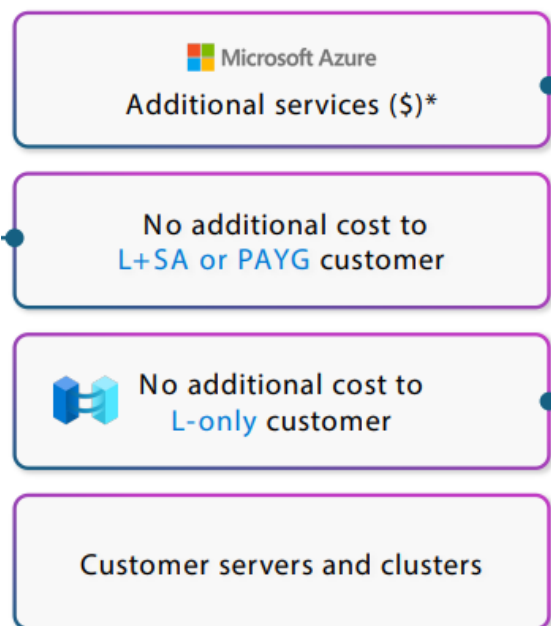 Microsoft Azure
Additional services ($)*
No additional cost to
L+SA or PAYG customer
No additional cost to
L-only customer
Customer servers and clusters